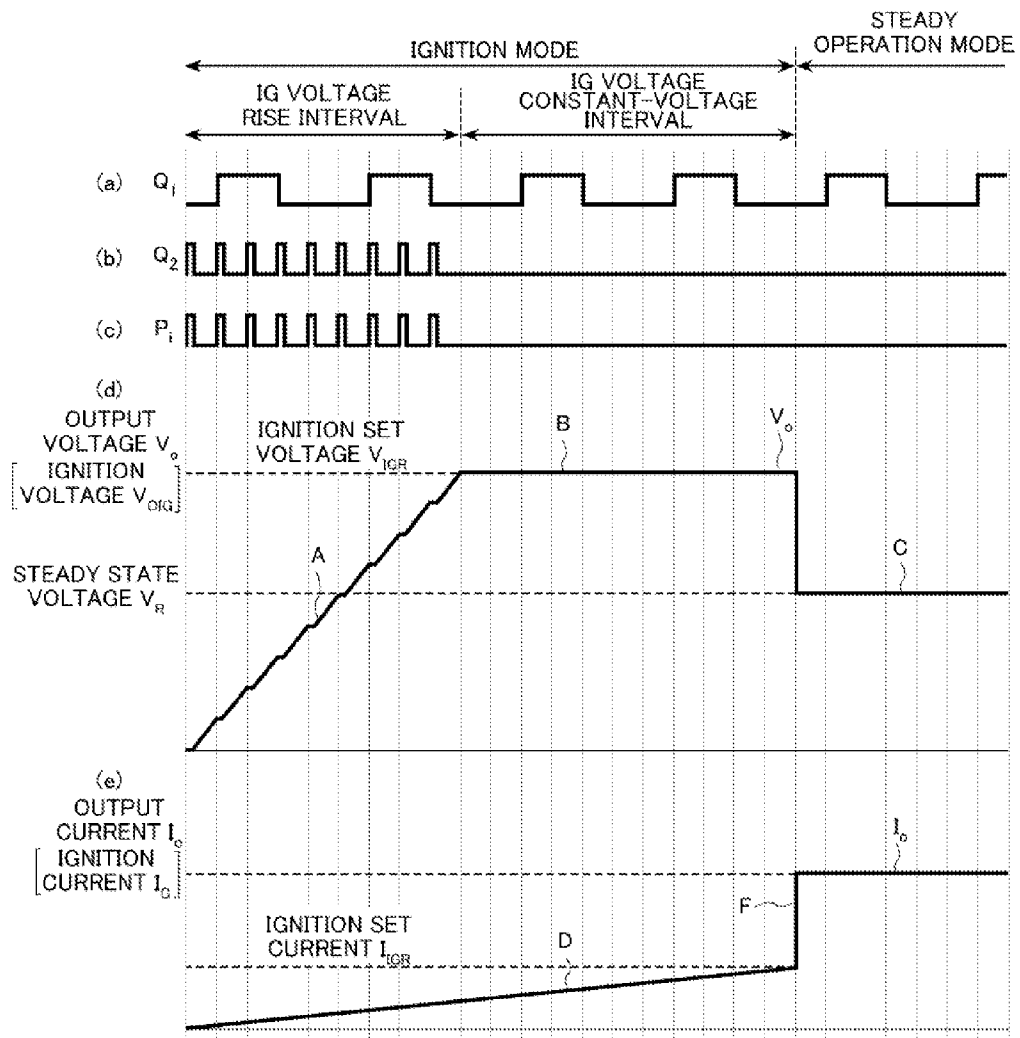 STEADY
OPERATION MODE
IGNITION MODE
IG VOLTAGE
RISE INTERVAL
IG VOLTAGE
CONSTANT-VOLTAGE
INTERVAL
(a) Q1
(b) Q2
(c) Pi
(d)
OUTPUT
VOLTAGE Vo
[IGNITION
VOLTAGE VOIG]
IGNITION SET
VOLTAGE VIGR
B
Vo
A
STEADY STATE
VOLTAGE VR
C
(e)
OUTPUT
CURRENT Io
[IGNITION
CURRENT IG]
Io
F
IGNITION SET
CURRENT IIGR
D